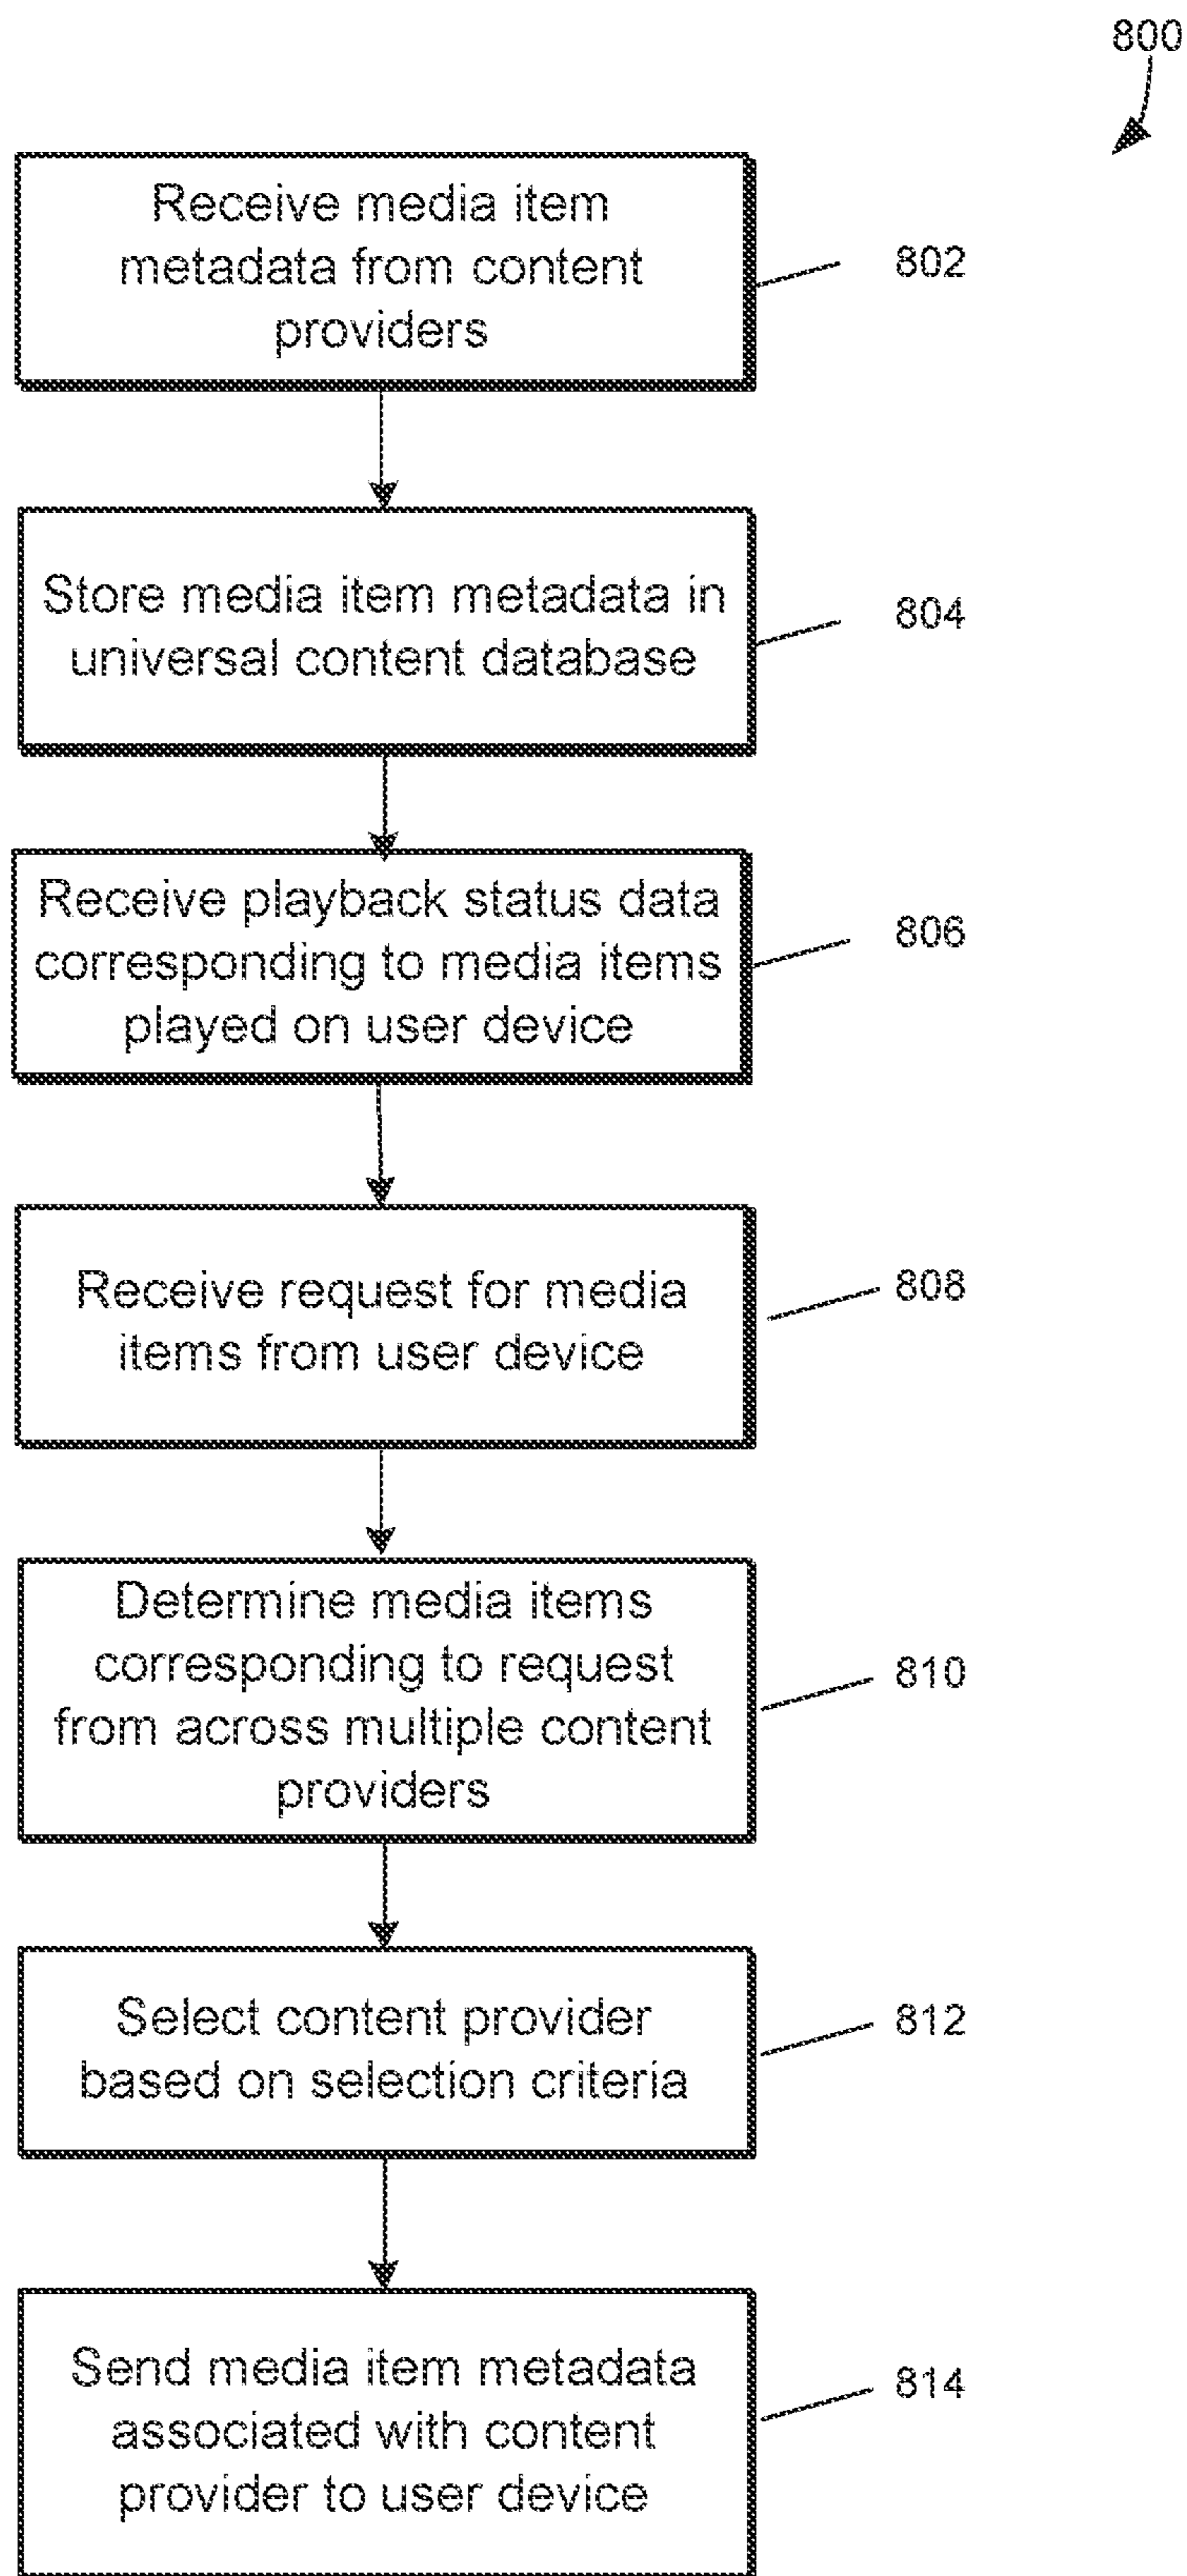 800
Receive media item
metadata from content
providers
802
Store media item metadata in
universal content database
804
Receive playback status data
corresponding to media items
played on user device
806
Receive request for media
items from user device
808
Determine media items
corresponding to request
from across multiple content
providers
810
Select content provider
based on selection criteria
812
Send media item metadata
associated with content
provider to user device
814